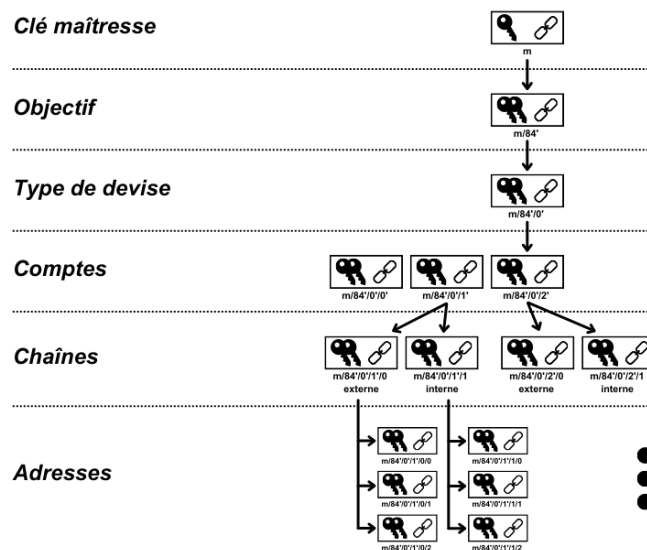 Clé maîtresse
m
Objectif
m/84'
Type de devise
m/84'/0'
Comptes
m/84'/0'/0'
m/84'/0'/1'
m/84'/0'/2'
Chaînes
m/84'/0'/1'/0
externe
m/84'/0'/1'/1
interne
m/84'/0'/2'/0
externe
m/84'/0'/2'/1
interne
Adresses
m/84'/0'/1'/0/0
m/84'/0'/1'/1/0
m/84'/0'/1'/0/1
m/84'/0'/1'/1/1
m/84'/0'/1'/0/2
m/84'/0'/1'/1/2